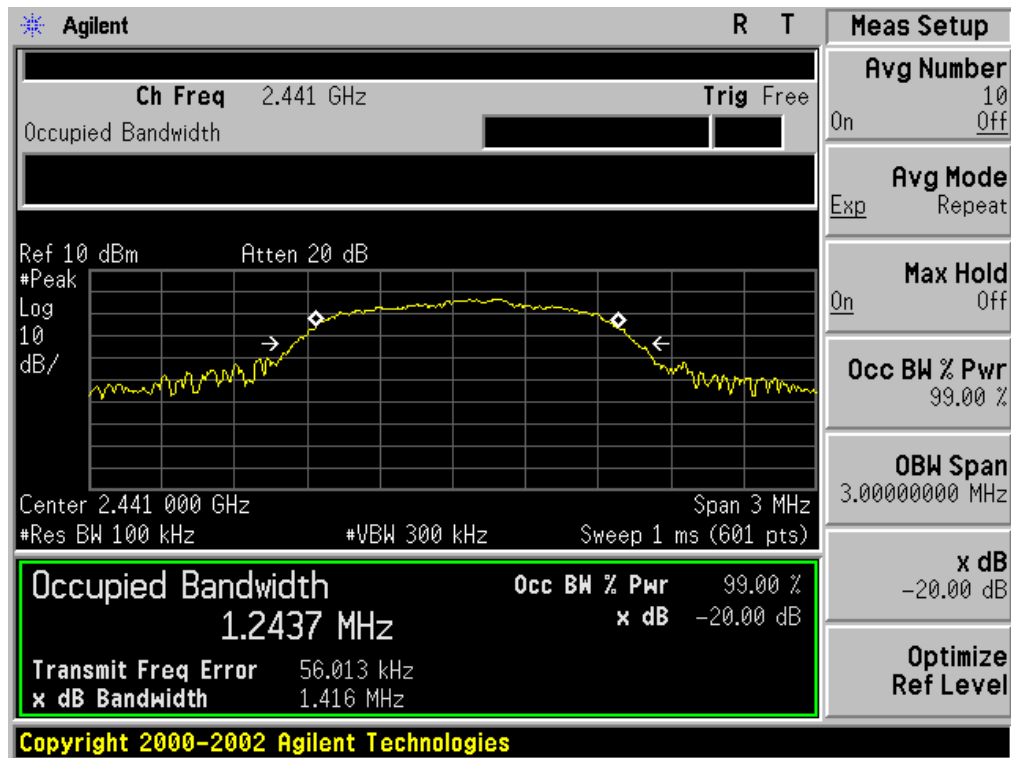 Agilent R T
Ch Freq 2.441 GHz Trig Free
Occupied Bandwidth
Ref 10 dBm Atten 20 dB
#Peak
Log
10
dB/
Center 2.441 000 GHz Span 3 MHz
#Res BW 100 kHz #VBW 300 kHz Sweep 1 ms (601 pts)
Occupied Bandwidth
1.2437 MHz
Occ BW % Pwr 99.00 %
x dB -20.00 dB
Transmit Freq Error 56.013 kHz
x dB Bandwidth 1.416 MHz
Copyright 2000-2002 Agilent Technologies
Meas Setup
Avg Number
10
On Off
Avg Mode
Exp Repeat
Max Hold
On Off
Occ BW % Pwr
99.00 %
OBW Span
3.00000000 MHz
x dB
-20.00 dB
Optimize
Ref Level